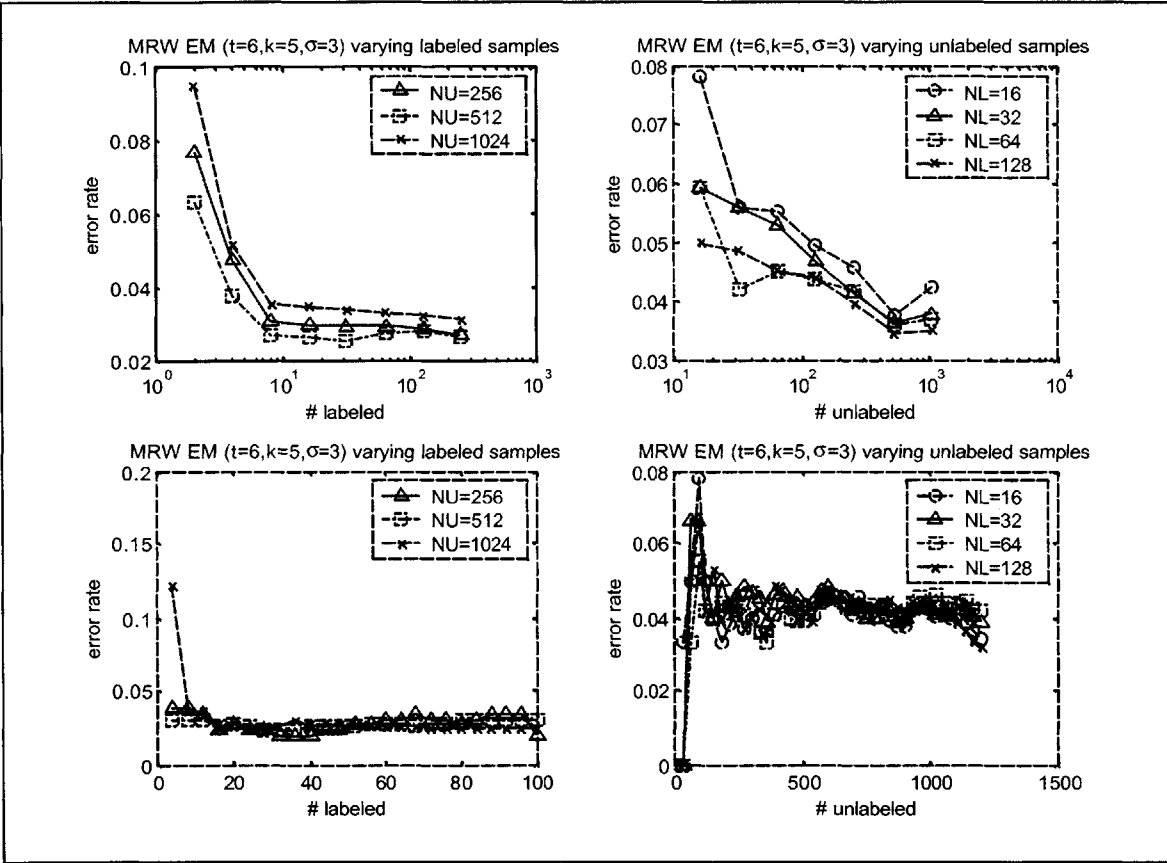 MRW EM (t=6,k=5,σ=3) varying labeled samples
0.1
0.08
0.06
0.04
0.02
error rate
10^0
10^1
10^2
10^3
# labeled
NU=256
NU=512
NU=1024
MRW EM (t=6,k=5,σ=3) varying unlabeled samples
0.08
0.07
0.06
0.05
0.04
0.03
error rate
10^1
10^2
10^3
10^4
# unlabeled
NL=16
NL=32
NL=64
NL=128
MRW EM (t=6,k=5,σ=3) varying labeled samples
0.2
0.15
0.1
0.05
0
error rate
0
20
40
60
80
100
# labeled
NU=256
NU=512
NU=1024
MRW EM (t=6,k=5,σ=3) varying unlabeled samples
0.08
0.06
0.04
0.02
0
error rate
0
500
1000
1500
# unlabeled
NL=16
NL=32
NL=64
NL=128